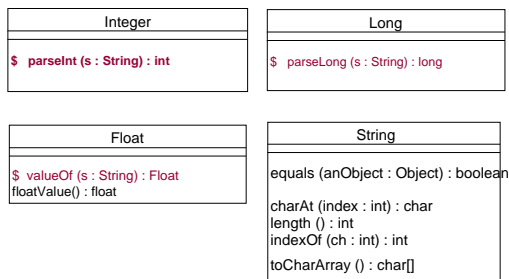 Integer
$ parseInt (s : String) : int
Long
$ parseLong (s : String) : long
Float
$ valueOf (s : String) : Float
floatValue() : float
String
equals (anObject : Object) : boolean
charAt (index : int) : char
length () : int
indexOf (ch : int) : int
toCharArray () : char[]